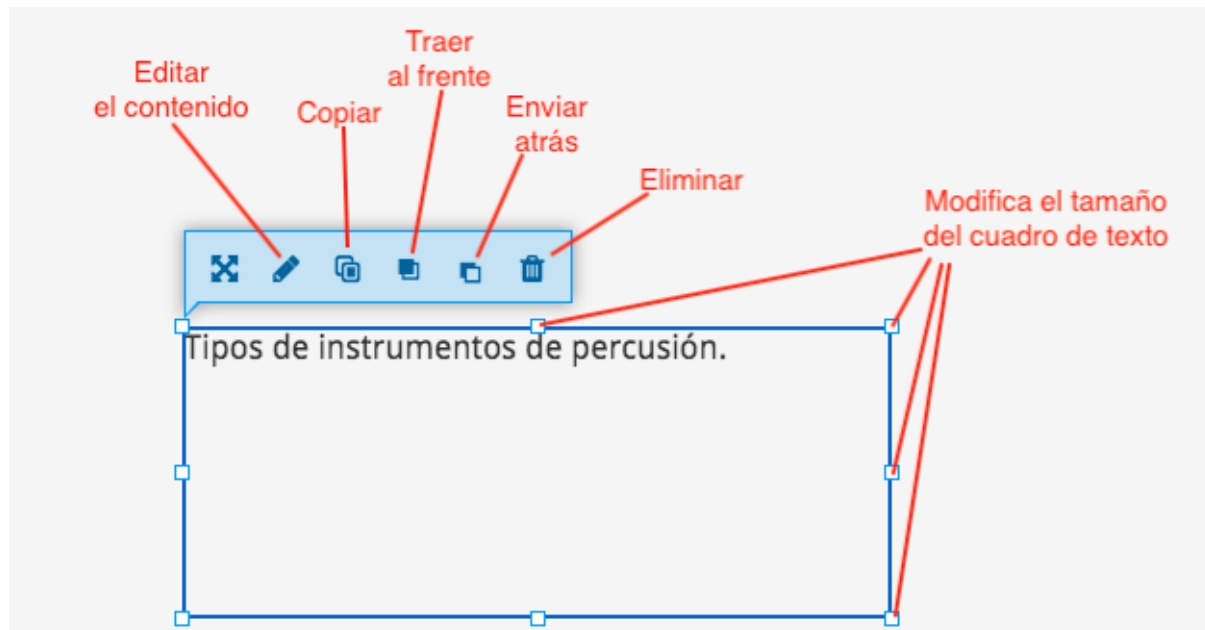 Traer
al frente
Editar
el contenido
Copiar
Enviar
atrás
Eliminar
Modifica el tamaño
del cuadro de texto
Tipos de instrumentos de percusión.